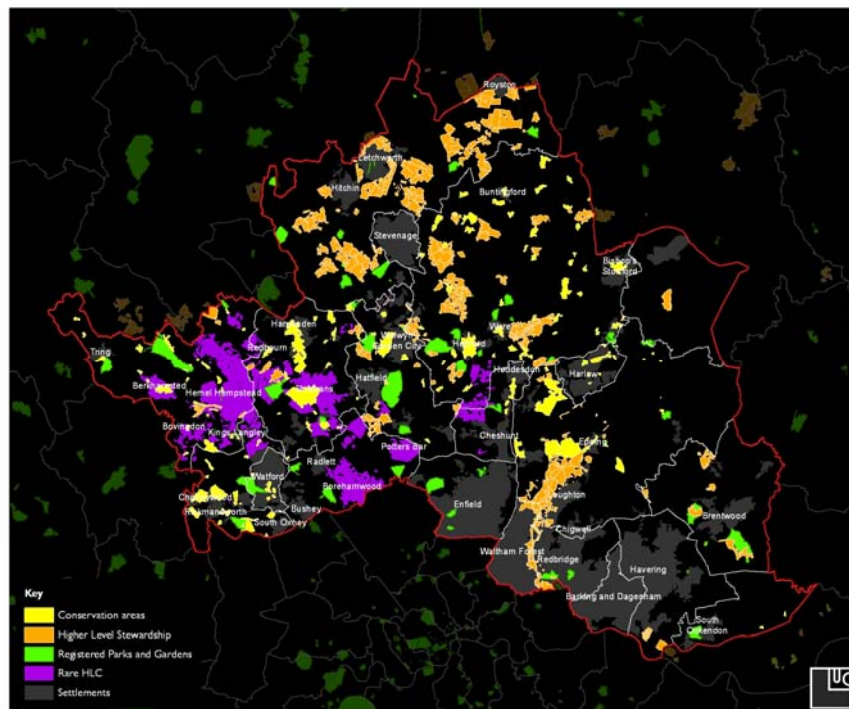 Royston
Letchworth
Hitchin
Buntingford
Stevenage
Bishop's
Stortford
Harpenden
Redbourn
Welwyn
Garden City
Ware
Hertford
Tring
Berkhamsted
Hemel Hempstead
St Albans
Hatfield
Hoddesdon
Harlow
Bovingdon
Kings Langley
Cheshunt
Epping
Potters Bar
Radlett
Watford
Borehamwood
Chorleywood
Rickmansworth
Bushey
South Oxhey
Enfield
Loughton
Chigwell
Brentwood
Waltham Forest
Redbridge
Havering
Barking and Dagenham
South
Ockendon
Key
Conservation areas
Higher Level Stewardship
Registered Parks and Gardens
Rare HLC
Settlements